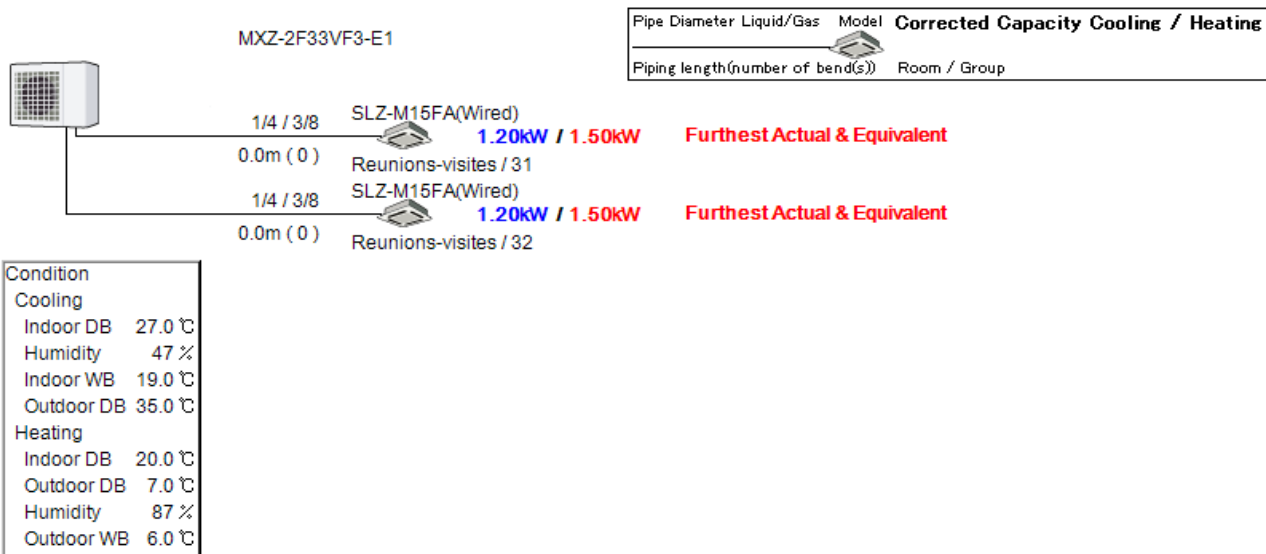 MXZ-2F33VF3-E1
Pipe Diameter Liquid/Gas Model Corrected Capacity Cooling / Heating
Piping length(number of bend(s)) Room / Group
1/4 / 3/8 SLZ-M15FA(Wired)
1.20kW / 1.50kW Furthest Actual & Equivalent
0.0m ( 0 ) Reunions-visites / 31
1/4 / 3/8 SLZ-M15FA(Wired)
1.20kW / 1.50kW Furthest Actual & Equivalent
0.0m ( 0 ) Reunions-visites / 32
Condition
Cooling
Indoor DB 27.0 ℃
Humidity 47 %
Indoor WB 19.0 ℃
Outdoor DB 35.0 ℃
Heating
Indoor DB 20.0 ℃
Outdoor DB 7.0 ℃
Humidity 87 %
Outdoor WB 6.0 ℃